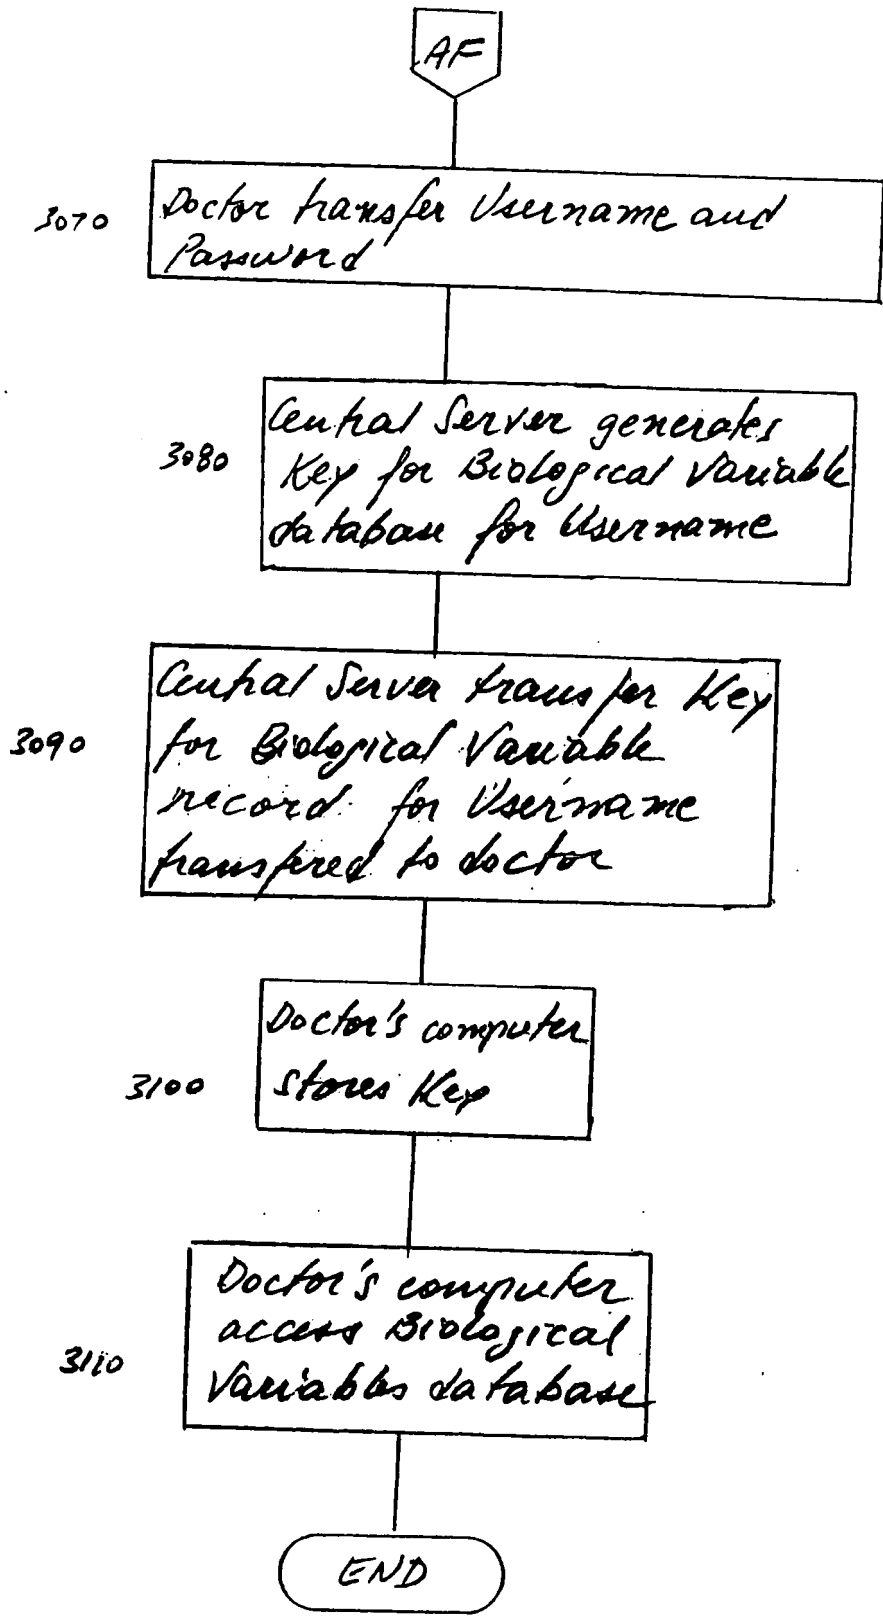 AF
3070
Doctor transfer Username and
Password
3080
Central Server generates
Key for Biological Variable
database for Username
3090
Central Server transfer Key
for Biological Variable
record for Username
transfered to doctor
3100
Doctor's computer
stores Key
3110
Doctor's computer
access Biological
Variables database
END